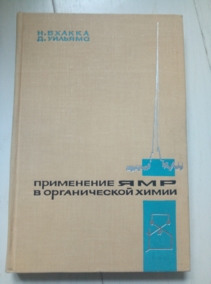 Н. БХАККА
Д. УИЛЬЯМС
ПРИМЕНЕНИЕ ЯМР
В ОРГАНИЧЕСКОЙ ХИМИИ